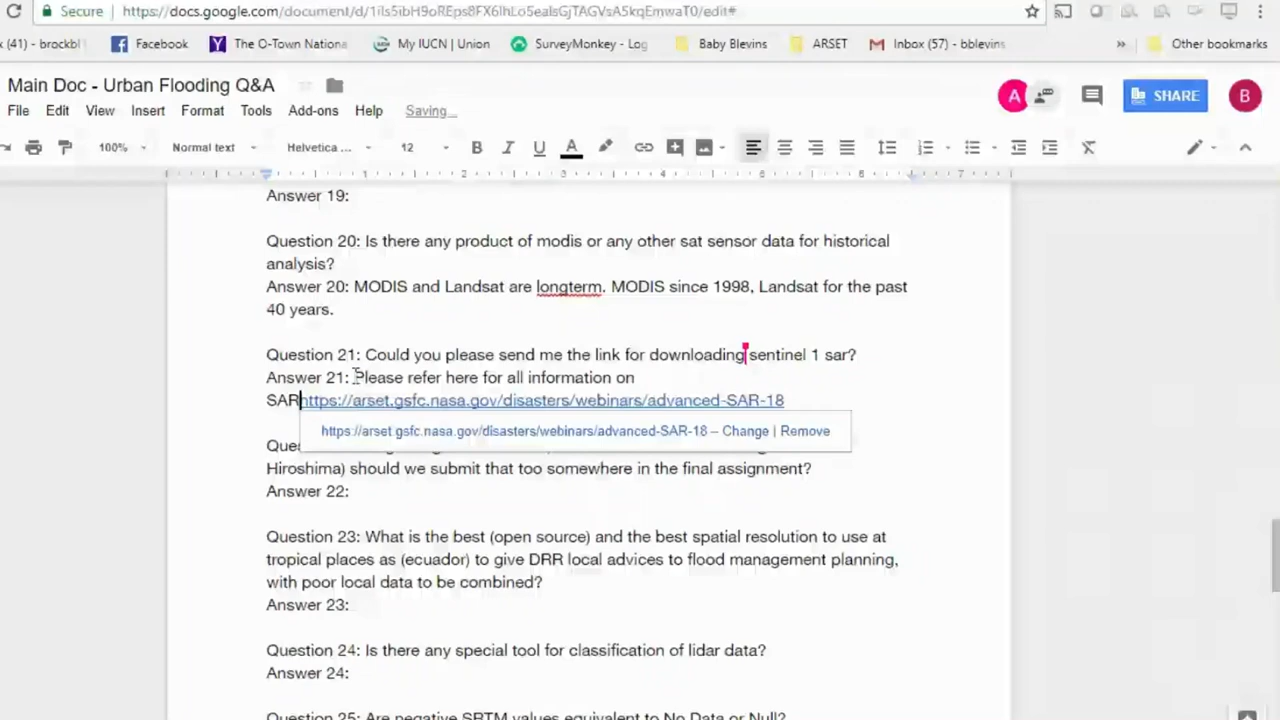 Secure
https://docs.google.com/document/d/
edit#
(41) - brockbl
Facebook
The O-Town Nationa
My IUCN | Union
SurveyMonkey - Log
Baby Blevins
ARSET
Inbox (57) - bblevins
»
Other bookmarks
Main Doc - Urban Flooding Q&A
File Edit View Insert Format Tools Add-ons Help Saving...
A
SHARE
B
100% Normal text Helvetica ... 12 B I U A
1 2 3 4 5 6 7
Answer 19:
Question 20: Is there any product of modis or any other sat sensor data for historical
analysis?
Answer 20: MODIS and Landsat are longterm. MODIS since 1998, Landsat for the past
40 years.
Question 21: Could you please send me the link for downloading sentinel 1 sar?
Answer 21: Please refer here for all information on
SARhttps://arset.gsfc.nasa.gov/disasters/webinars/advanced-SAR-18
https://arset.gsfc.nasa.gov/disasters/webinars/advanced-SAR-18 – Change | Remove
Hiroshima) should we submit that too somewhere in the final assignment?
Answer 22:
Question 23: What is the best (open source) and the best spatial resolution to use at
tropical places as (ecuador) to give DRR local advices to flood management planning,
with poor local data to be combined?
Answer 23:
Question 24: Is there any special tool for classification of lidar data?
Answer 24:
Question 25: Are negative SRTM values equivalent to No Data or Null?